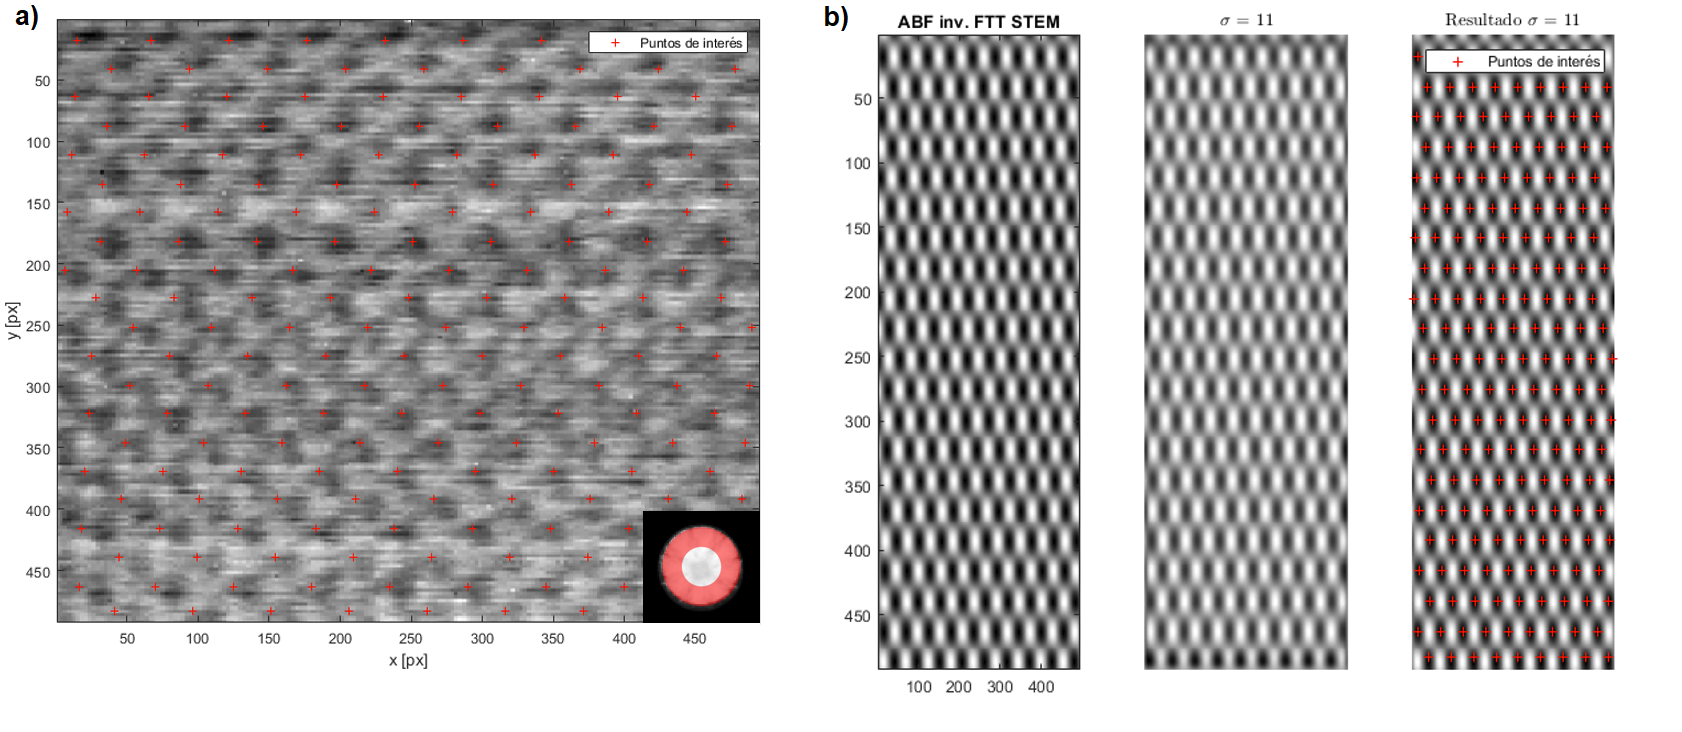 a)
Puntos de interés
50
100
150
200
250
300
350
400
450
y [px]
50 100 150 200 250 300 350 400 450
x [px]
b)
ABF inv. FTT STEM
50
100
150
200
250
300
350
400
450
100 200 300 400
σ = 11
Resultado σ = 11
Puntos de interés